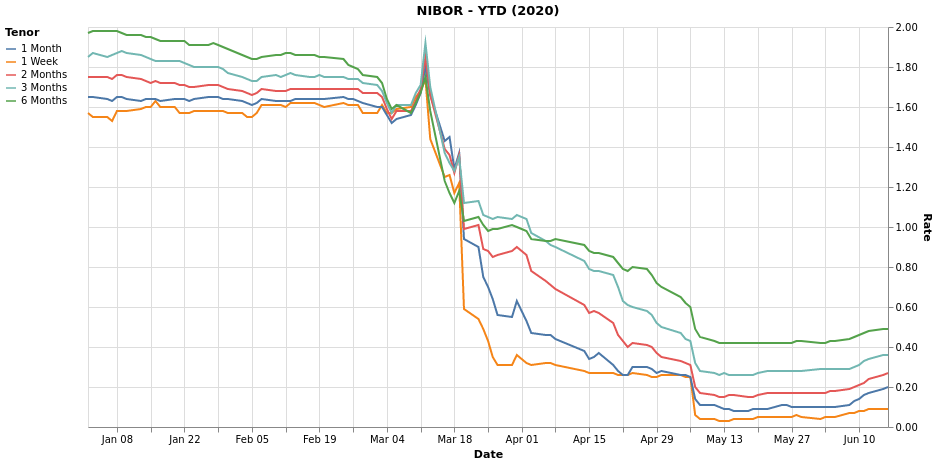 NIBOR - YTD (2020)
Tenor
1 Month
1 Week
2 Months
3 Months
6 Months
2.00
1.80
1.60
1.40
1.20
1.00
0.80
0.60
0.40
0.20
0.00
Rate
Jan 08
Jan 22
Feb 05
Feb 19
Mar 04
Mar 18
Apr 01
Apr 15
Apr 29
May 13
May 27
Jun 10
Date